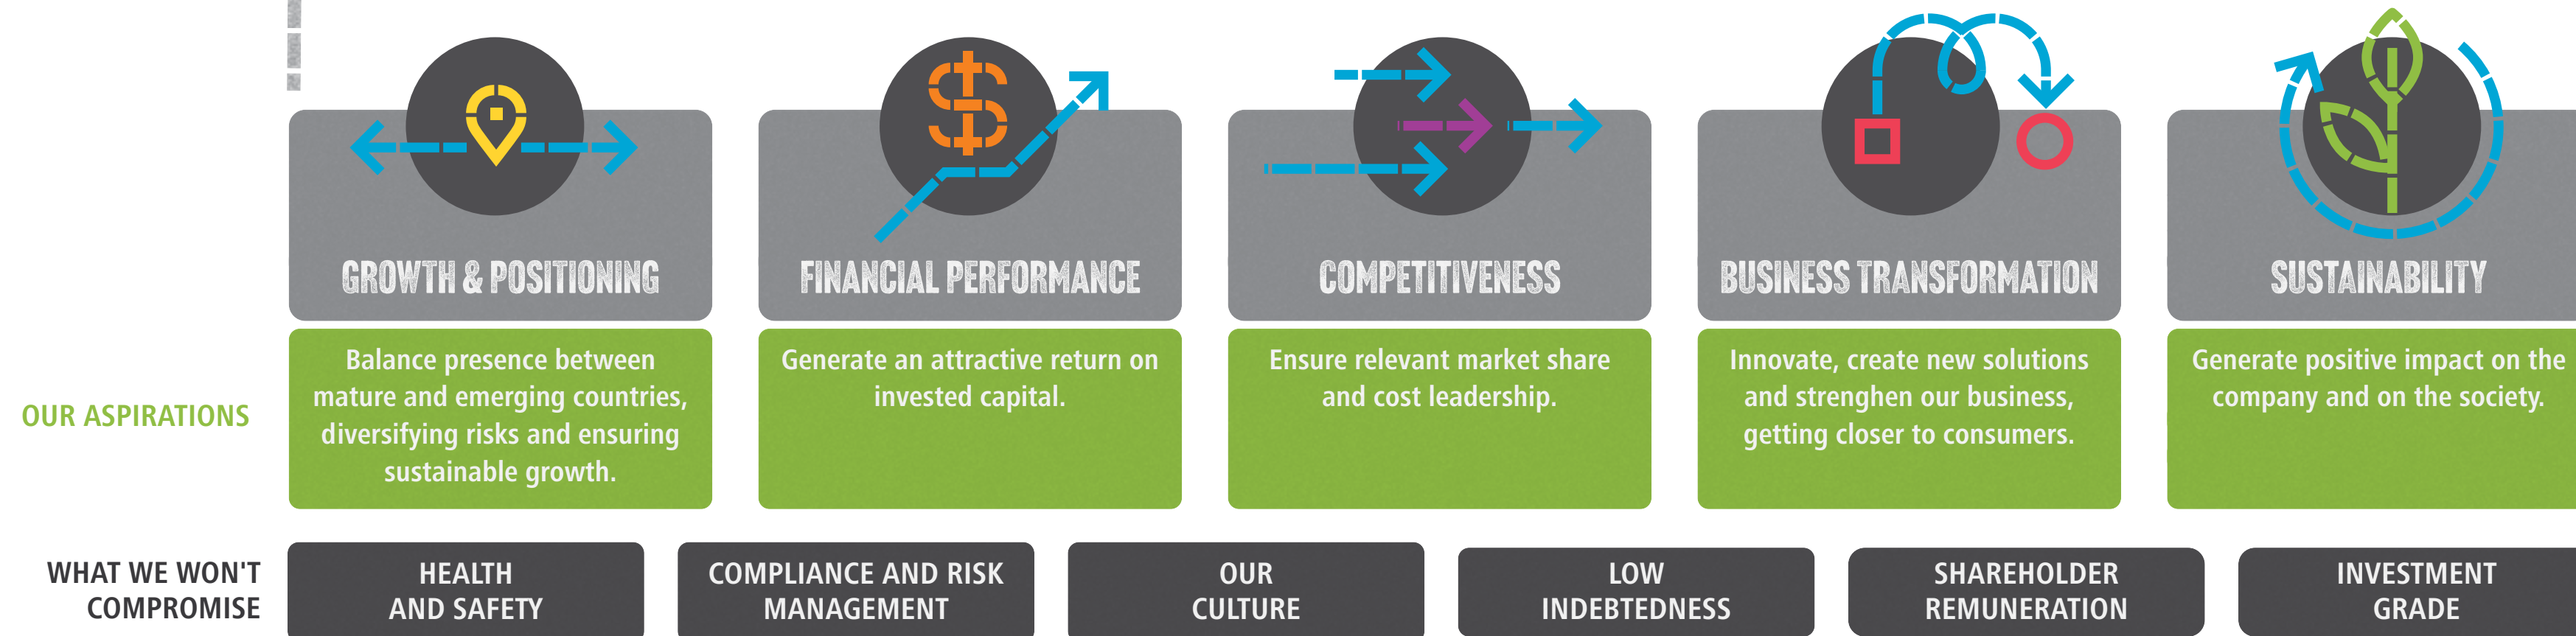 GROWTH & POSITIONING
FINANCIAL PERFORMANCE
COMPETITIVENESS
BUSINESS TRANSFORMATION
SUSTAINABILITY
OUR ASPIRATIONS
Balance presence between
mature and emerging countries,
diversifying risks and ensuring
sustainable growth.
Generate an attractive return on
invested capital.
Ensure relevant market share
and cost leadership.
Innovate, create new solutions
and strenghen our business,
getting closer to consumers.
Generate positive impact on the
company and on the society.
WHAT WE WON'T
COMPROMISE
HEALTH
AND SAFETY
COMPLIANCE AND RISK
MANAGEMENT
OUR
CULTURE
LOW
INDEBTEDNESS
SHAREHOLDER
REMUNERATION
INVESTMENT
GRADE